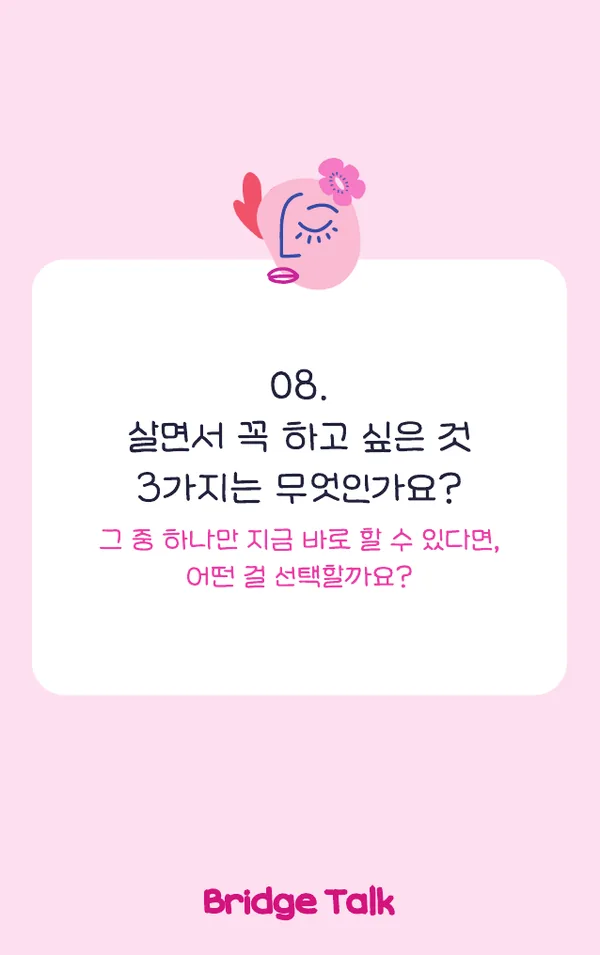 08.
살면서 꼭 하고 싶은 것
3가지는 무엇인가요?
그 중 하나만 지금 바로 할 수 있다면,
어떤 걸 선택할까요?
Bridge Talk